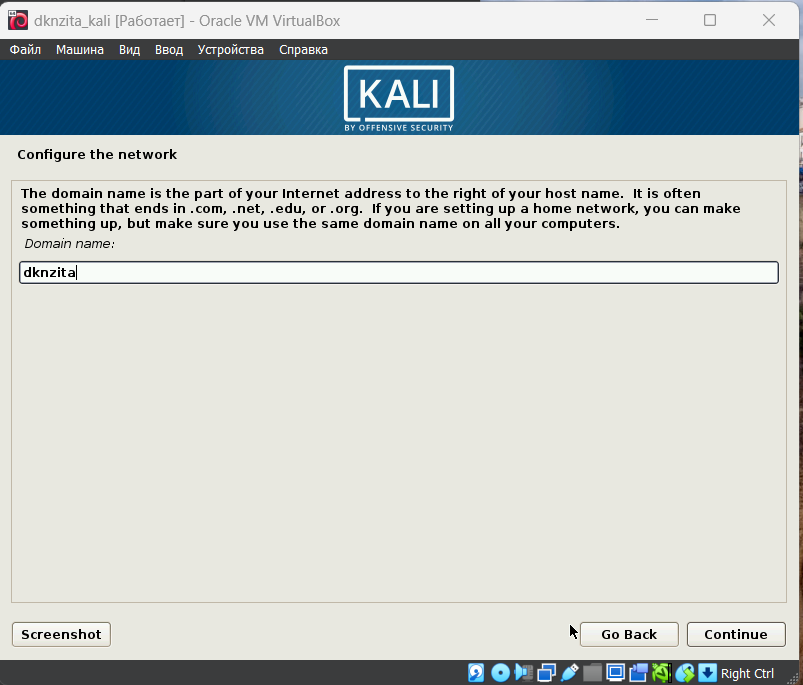 dknzita_kali [Работает] - Oracle VM VirtualBox
Файл Машина Вид Ввод Устройства Справка
KALI
BY OFFENSIVE SECURITY
Configure the network
The domain name is the part of your Internet address to the right of your host name. It is often
something that ends in .com, .net, .edu, or .org. If you are setting up a home network, you can make
something up, but make sure you use the same domain name on all your computers.
Domain name:
dknzita
Screenshot Go Back Continue
Right Ctrl